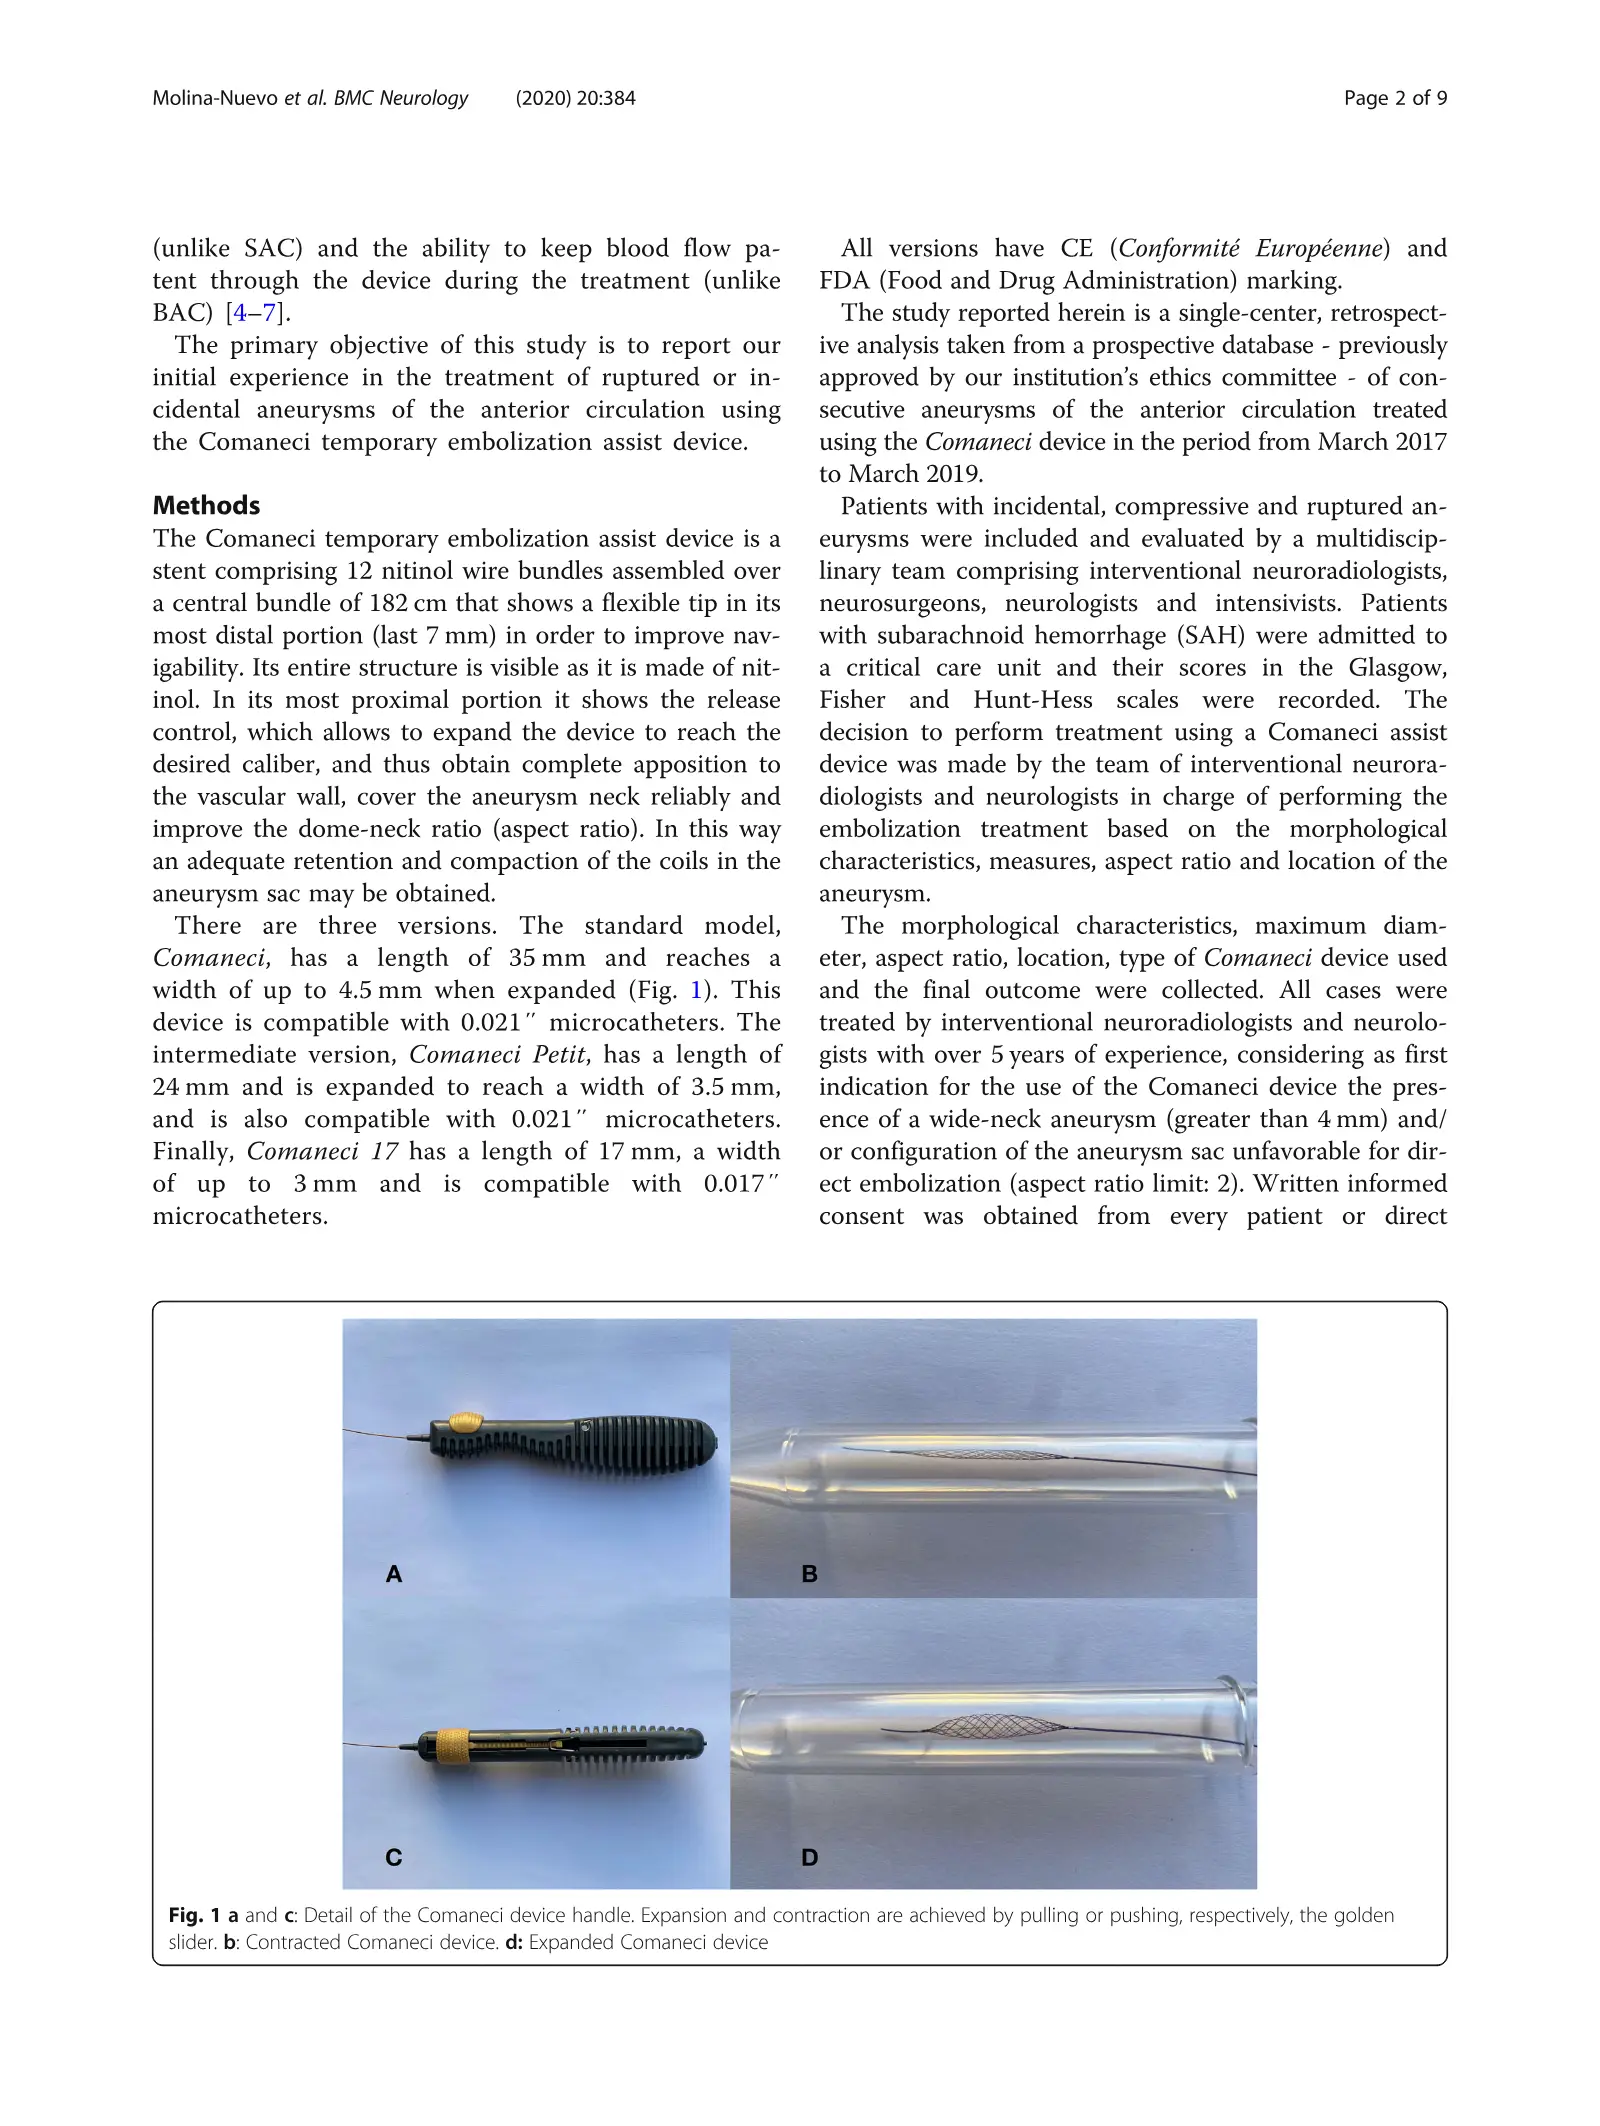 Molina-Nuevo et al. BMC Neurology (2020) 20:384 Page 2 of 9
(unlike SAC) and the ability to keep blood flow pa-
tent through the device during the treatment (unlike
BAC) [4–7].
The primary objective of this study is to report our
initial experience in the treatment of ruptured or in-
cidental aneurysms of the anterior circulation using
the Comaneci temporary embolization assist device.
Methods
The Comaneci temporary embolization assist device is a
stent comprising 12 nitinol wire bundles assembled over
a central bundle of 182 cm that shows a flexible tip in its
most distal portion (last 7 mm) in order to improve nav-
igability. Its entire structure is visible as it is made of nit-
inol. In its most proximal portion it shows the release
control, which allows to expand the device to reach the
desired caliber, and thus obtain complete apposition to
the vascular wall, cover the aneurysm neck reliably and
improve the dome-neck ratio (aspect ratio). In this way
an adequate retention and compaction of the coils in the
aneurysm sac may be obtained.
There are three versions. The standard model,
Comaneci, has a length of 35 mm and reaches a
width of up to 4.5 mm when expanded (Fig. 1). This
device is compatible with 0.021″ microcatheters. The
intermediate version, Comaneci Petit, has a length of
24 mm and is expanded to reach a width of 3.5 mm,
and is also compatible with 0.021″ microcatheters.
Finally, Comaneci 17 has a length of 17 mm, a width
of up to 3 mm and is compatible with 0.017″
microcatheters.
All versions have CE (Conformité Européenne) and
FDA (Food and Drug Administration) marking.
The study reported herein is a single-center, retrospect-
ive analysis taken from a prospective database - previously
approved by our institution’s ethics committee - of con-
secutive aneurysms of the anterior circulation treated
using the Comaneci device in the period from March 2017
to March 2019.
Patients with incidental, compressive and ruptured an-
eurysms were included and evaluated by a multidiscip-
linary team comprising interventional neuroradiologists,
neurosurgeons, neurologists and intensivists. Patients
with subarachnoid hemorrhage (SAH) were admitted to
a critical care unit and their scores in the Glasgow,
Fisher and Hunt-Hess scales were recorded. The
decision to perform treatment using a Comaneci assist
device was made by the team of interventional neurora-
diologists and neurologists in charge of performing the
embolization treatment based on the morphological
characteristics, measures, aspect ratio and location of the
aneurysm.
The morphological characteristics, maximum diam-
eter, aspect ratio, location, type of Comaneci device used
and the final outcome were collected. All cases were
treated by interventional neuroradiologists and neurolo-
gists with over 5 years of experience, considering as first
indication for the use of the Comaneci device the pres-
ence of a wide-neck aneurysm (greater than 4 mm) and/
or configuration of the aneurysm sac unfavorable for dir-
ect embolization (aspect ratio limit: 2). Written informed
consent was obtained from every patient or direct
A
B
C
D
Fig. 1 a and c: Detail of the Comaneci device handle. Expansion and contraction are achieved by pulling or pushing, respectively, the golden
slider. b: Contracted Comaneci device. d: Expanded Comaneci device